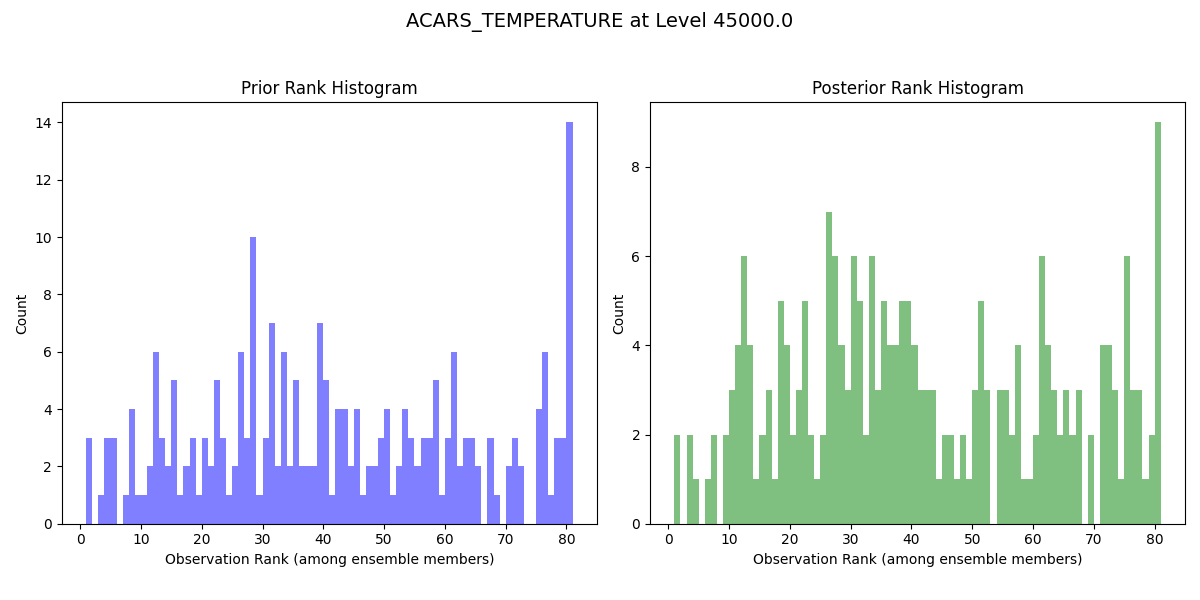 ACARS_TEMPERATURE at Level 45000.0
Prior Rank Histogram
14
12
10
8
6
4
2
0
Count
0 10 20 30 40 50 60 70 80
Observation Rank (among ensemble members)
Posterior Rank Histogram
8
6
4
2
0
Count
0 10 20 30 40 50 60 70 80
Observation Rank (among ensemble members)